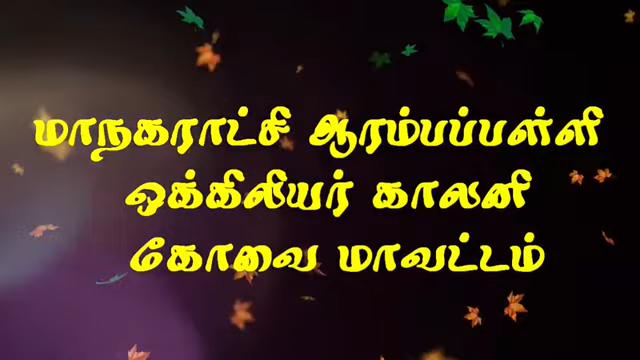 மாநகராட்சி ஆரம்பப்பள்ளி
ஒக்கிலியர் காலனி
கோவை மாவட்டம்